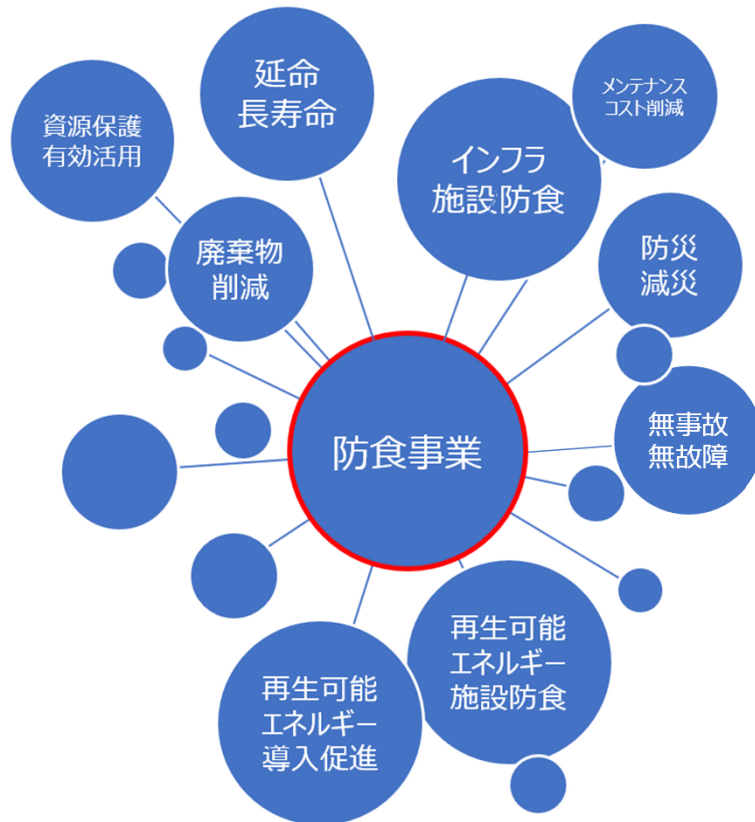 延命
長寿命
メンテナンス
コスト削減
資源保護
有効活用
インフラ
施設防食
廃棄物
削減
防災
減災
防食事業
無事故
無故障
再生可能
エネルギー
施設防食
再生可能
エネルギー
導入促進